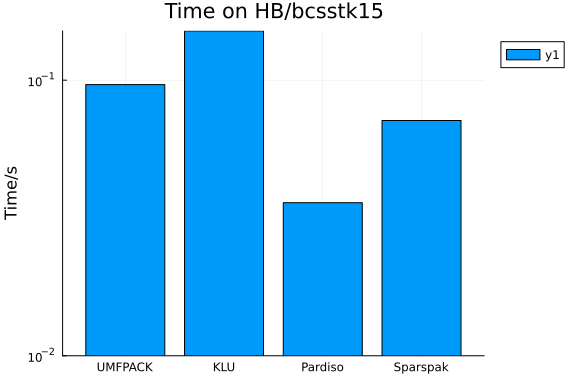 Time on HB/bcsstk15
y1
10⁻¹
Time/s
10⁻²
UMFPACK KLU Pardiso Sparspak